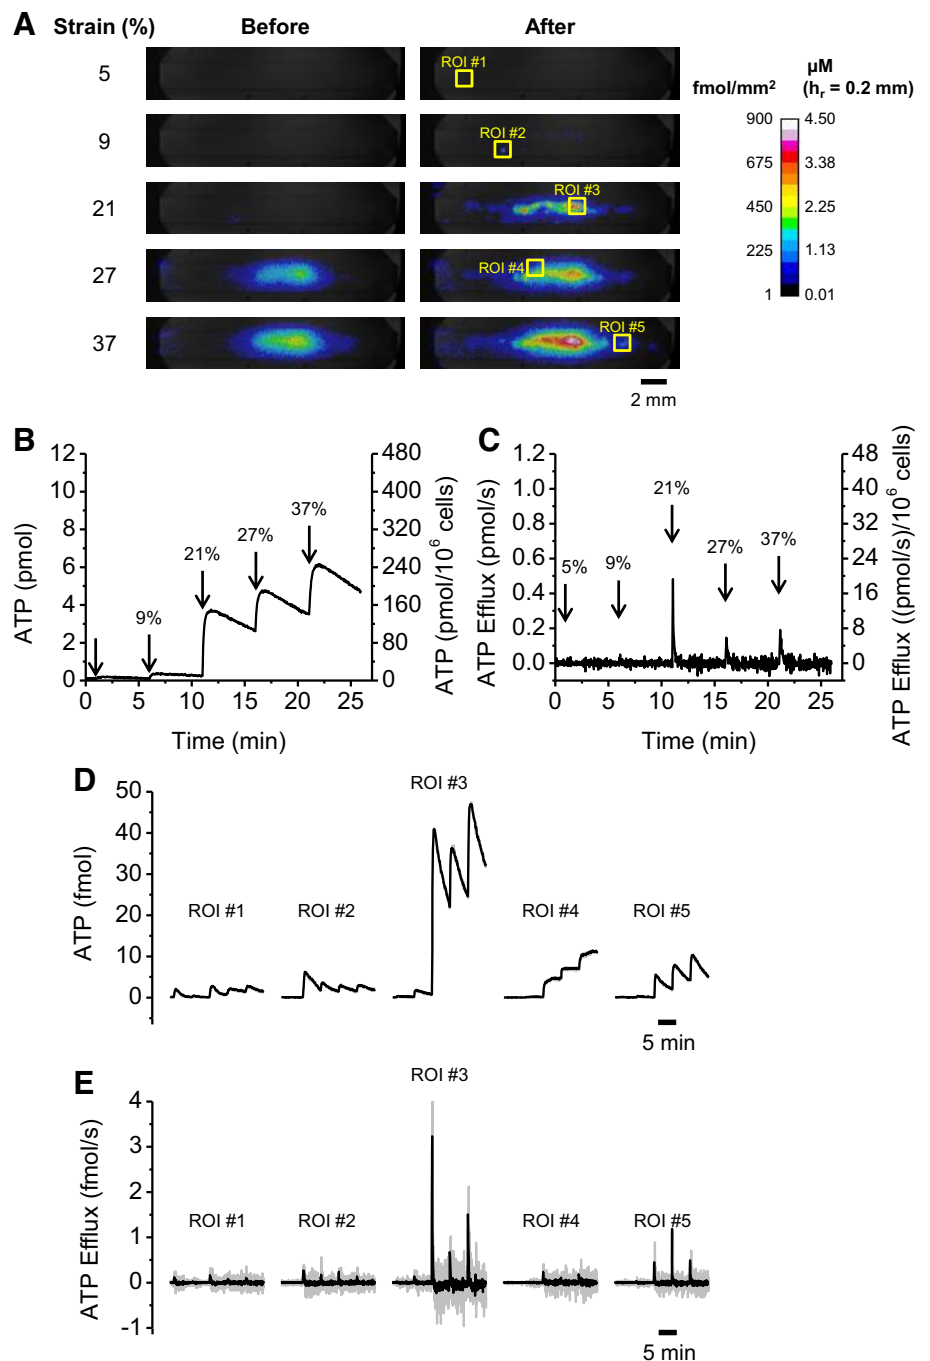 A Strain (%) Before After
5
ROI #1
9
ROI #2
21
ROI #3
27
ROI #4
37
ROI #5
2 mm
fmol/mm²
µM
(hᵣ = 0.2 mm)
900 4.50
675 3.38
450 2.25
225 1.13
1 0.01
B
ATP (pmol)
12
10
8
6
4
2
0
480
400
320
240
160
80
0
ATP (pmol/10⁶ cells)
9%
21%
27%
37%
0 5 10 15 20 25
Time (min)
C
ATP Efflux (pmol/s)
1.2
1.0
0.8
0.6
0.4
0.2
0.0
48
40
32
24
16
8
0
ATP Efflux ((pmol/s)/10⁶ cells)
5%
9%
21%
27%
37%
0 5 10 15 20 25
Time (min)
D
ATP (fmol)
50
40
30
20
10
0
ROI #1 ROI #2 ROI #3 ROI #4 ROI #5
5 min
E
ATP Efflux (fmol/s)
4
3
2
1
0
-1
ROI #1 ROI #2 ROI #3 ROI #4 ROI #5
5 min